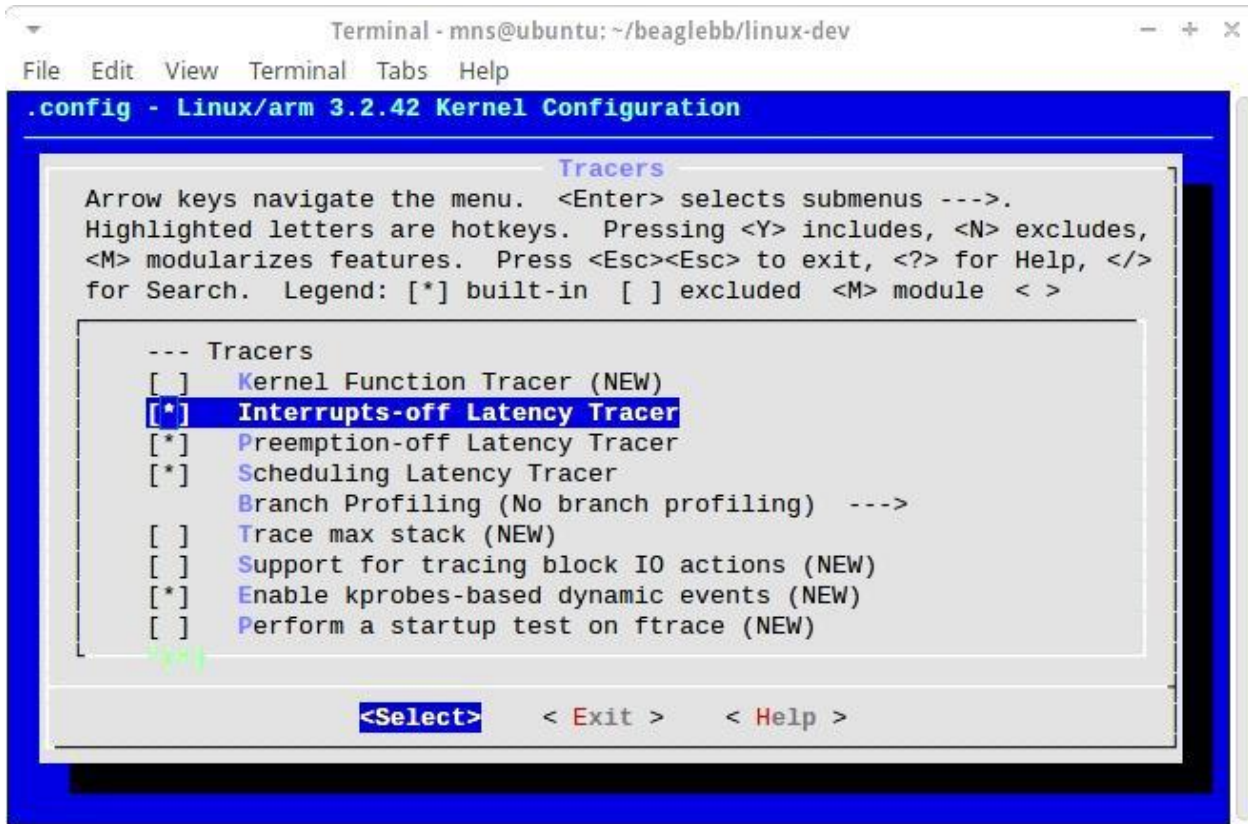 Terminal - mns@ubuntu: ~/beaglebb/linux-dev
File Edit View Terminal Tabs Help
.config - Linux/arm 3.2.42 Kernel Configuration
Tracers
Arrow keys navigate the menu. <Enter> selects submenus --->.
Highlighted letters are hotkeys. Pressing <Y> includes, <N> excludes,
<M> modularizes features. Press <Esc><Esc> to exit, <?> for Help, </>
for Search. Legend: [*] built-in [ ] excluded <M> module < >
--- Tracers
[ ] Kernel Function Tracer (NEW)
[*] Interrupts-off Latency Tracer
[*] Preemption-off Latency Tracer
[*] Scheduling Latency Tracer
Branch Profiling (No branch profiling) --->
[ ] Trace max stack (NEW)
[ ] Support for tracing block IO actions (NEW)
[*] Enable kprobes-based dynamic events (NEW)
[ ] Perform a startup test on ftrace (NEW)
<Select> < Exit > < Help >